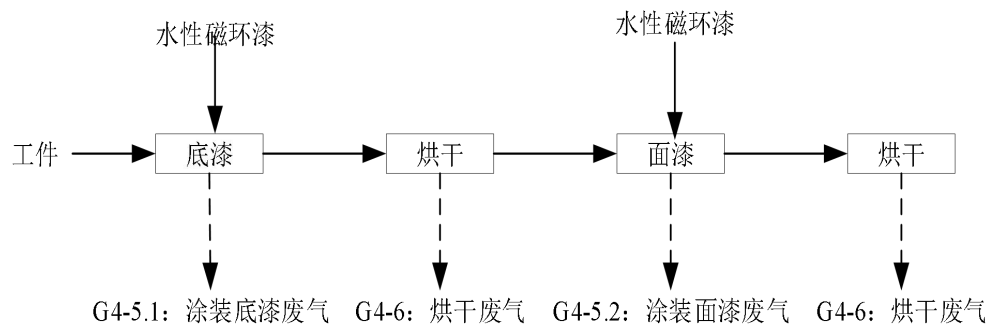 水性磁环漆
水性磁环漆
工件
底漆
烘干
面漆
烘干
G4-5.1：涂装底漆废气
G4-6：烘干废气
G4-5.2：涂装面漆废气
G4-6：烘干废气